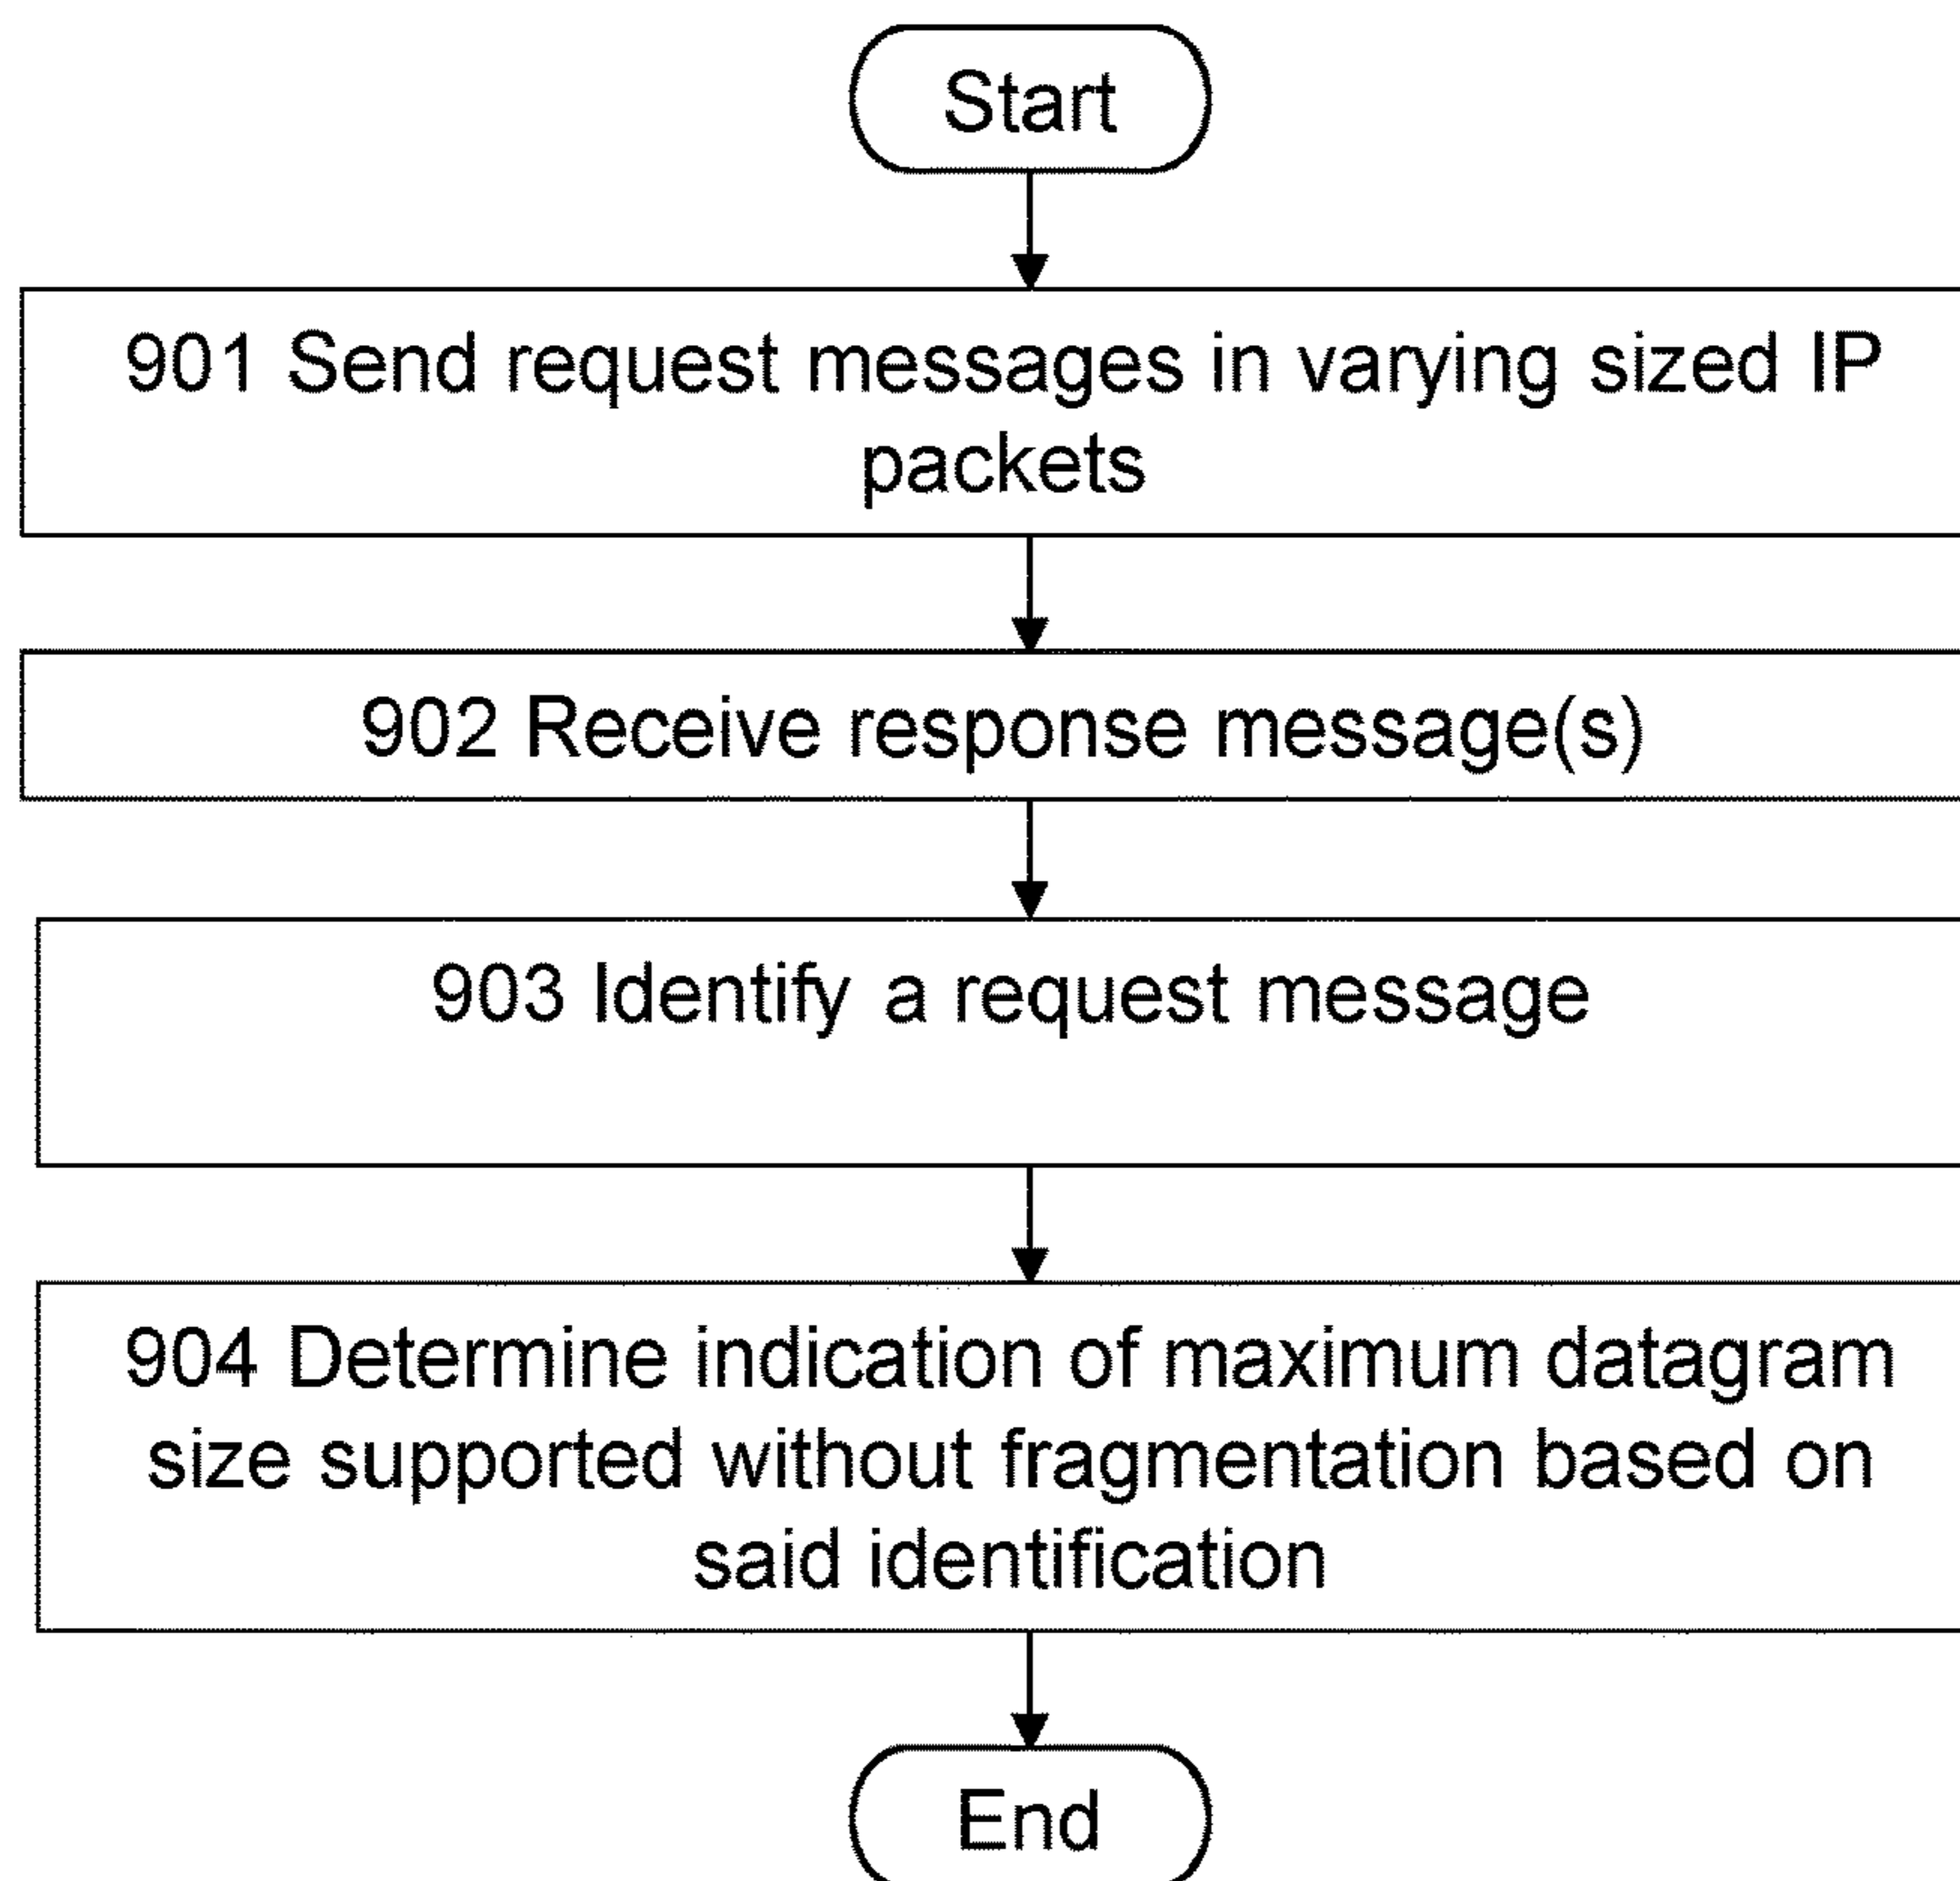 Start
901 Send request messages in varying sized IP
packets
902 Receive response message(s)
903 Identify a request message
904 Determine indication of maximum datagram
size supported without fragmentation based on
said identification
End